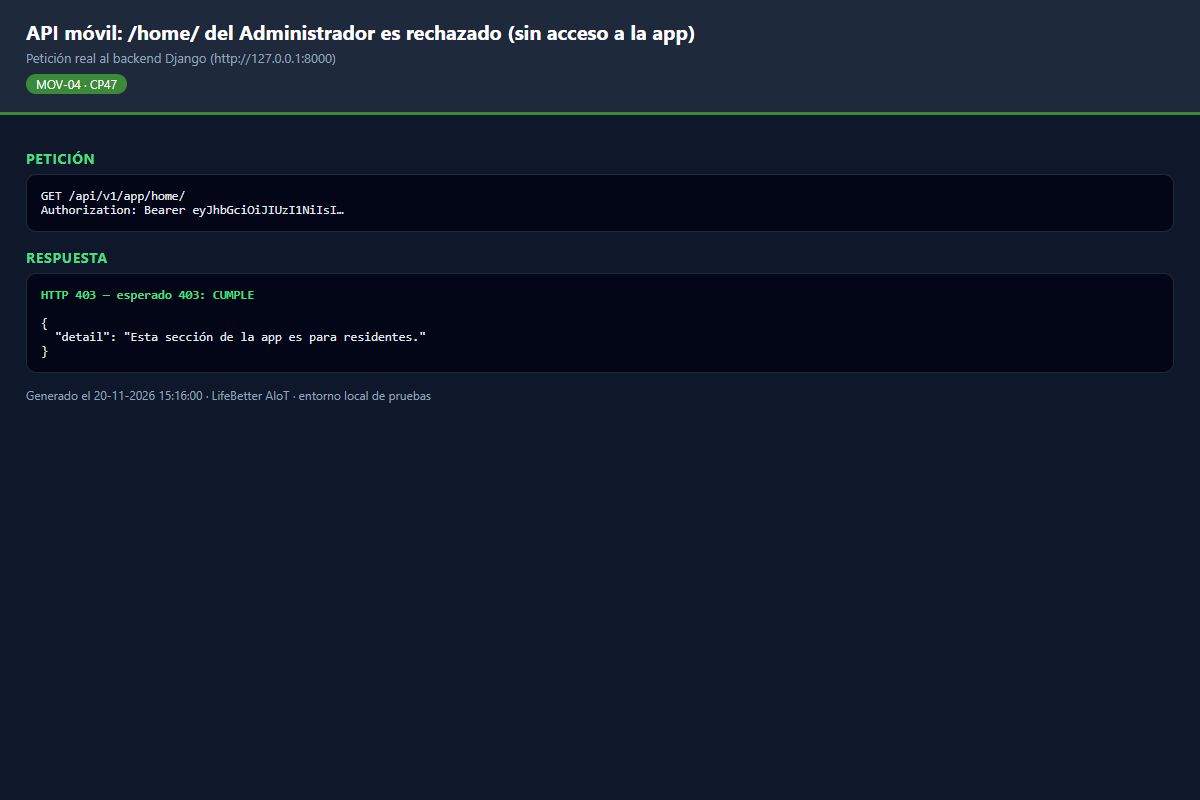 API móvil: /home/ del Administrador es rechazado (sin acceso a la app)
Petición real al backend Django (http://127.0.0.1:8000)
MOV-04 · CP47
PETICIÓN
GET /api/v1/app/home/
Authorization: Bearer eyJhbGciOiJIUzI1NiIsI…
RESPUESTA
HTTP 403 — esperado 403: CUMPLE
{
  "detail": "Esta sección de la app es para residentes."
}
Generado el 20-11-2026 15:16:00 · LifeBetter AIoT · entorno local de pruebas